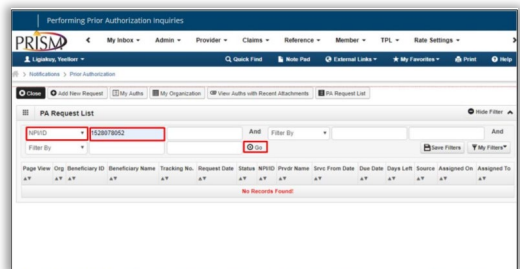 Performing Prior Authorization Inquiries
PRISM < My Inbox Admin Provider Claims Reference Member TPL Rate Settings >
Ligialkuy, Yeelkorr Quick Find Note Pad External Links My Favorites Print Help
> Notifications > Prior Authorization
Close Add New Request My Auths My Organization View Auths with Recent Attachments PA Request List
PA Request List Hide Filter
NPI/ID 1528078052 And Filter By And
Filter By Go Save Filters My Filters
Page View Org Beneficiary ID Beneficiary Name Tracking No. Request Date Status NPI/ID Prvdr Name Srvc From Date Due Date Days Left Source Assigned On Assigned To
No Records Found!